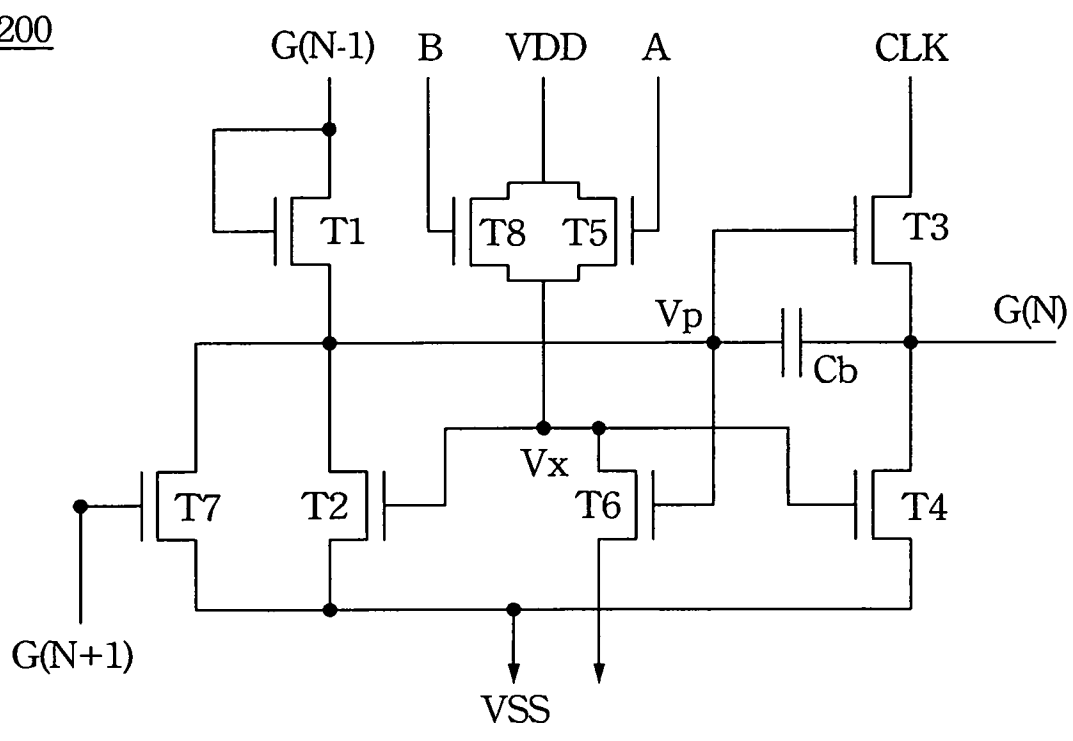 200
G(N-1) B VDD A CLK
T1 T8 T5 T3
Vp G(N)
Cb
Vx
T7 T2 T6 T4
G(N+1)
VSS